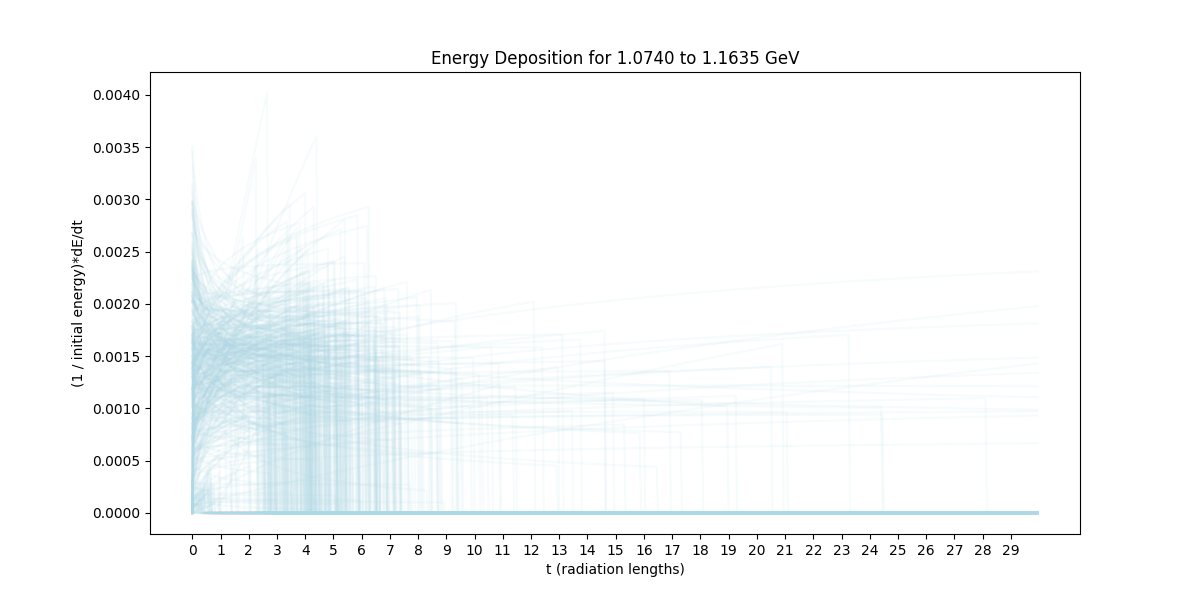 Energy Deposition for 1.0740 to 1.1635 GeV
(1 / initial energy)*dE/dt
0.0040
0.0035
0.0030
0.0025
0.0020
0.0015
0.0010
0.0005
0.0000
0 1 2 3 4 5 6 7 8 9 10 11 12 13 14 15 16 17 18 19 20 21 22 23 24 25 26 27 28 29
t (radiation lengths)